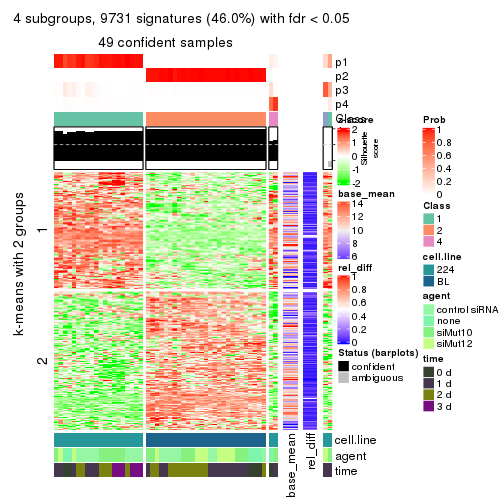 4 subgroups, 9731 signatures (46.0%) with fdr < 0.05
49 confident samples
p1
p2
p3
p4
Class
Silhouette
score
k-means with 2 groups
1
2
cell.line
agent
time
base_mean
rel_diff
z-score
2
1
0
-1
-2
base_mean
14
12
10
8
6
rel_diff
1
0.8
0.6
0.4
0.2
0
Status (barplots)
confident
ambiguous
Prob
1
0.8
0.6
0.4
0.2
0
Class
1
2
4
cell.line
224
BL
agent
control siRNA
none
siMut10
siMut12
time
0 d
1 d
2 d
3 d